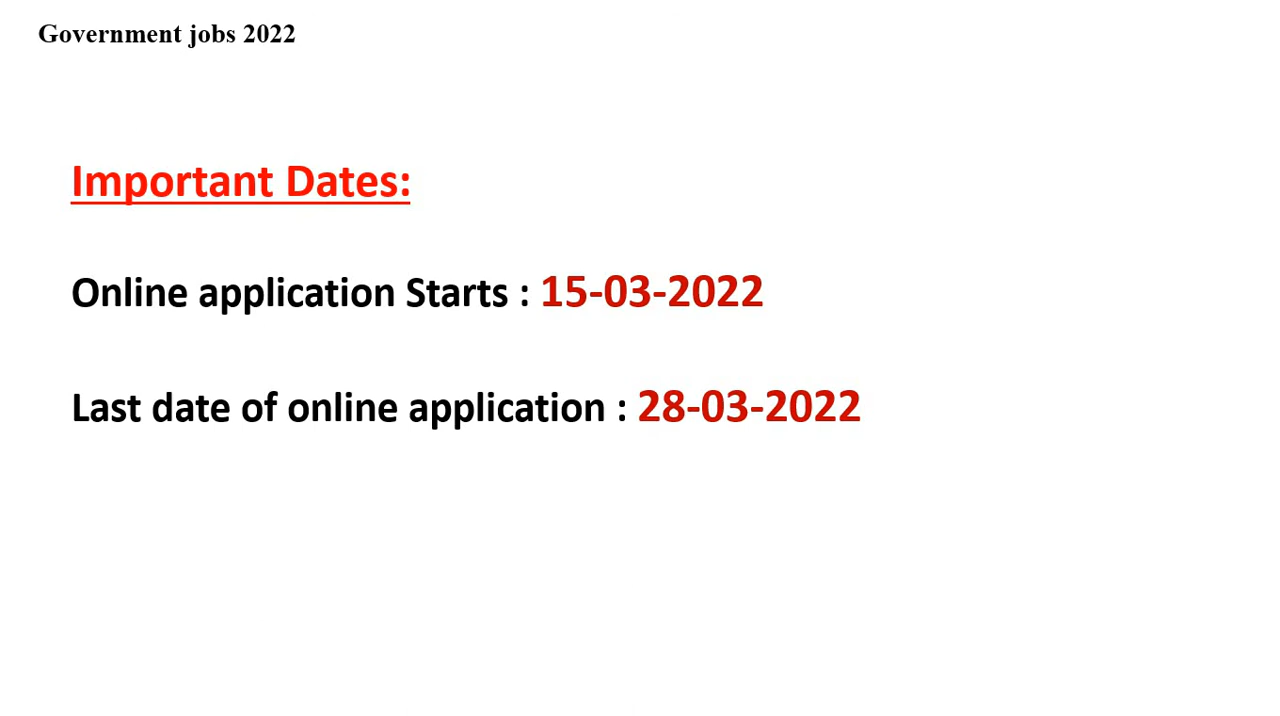 Government jobs 2022
Important Dates:
Online application Starts : 15-03-2022
Last date of online application : 28-03-2022